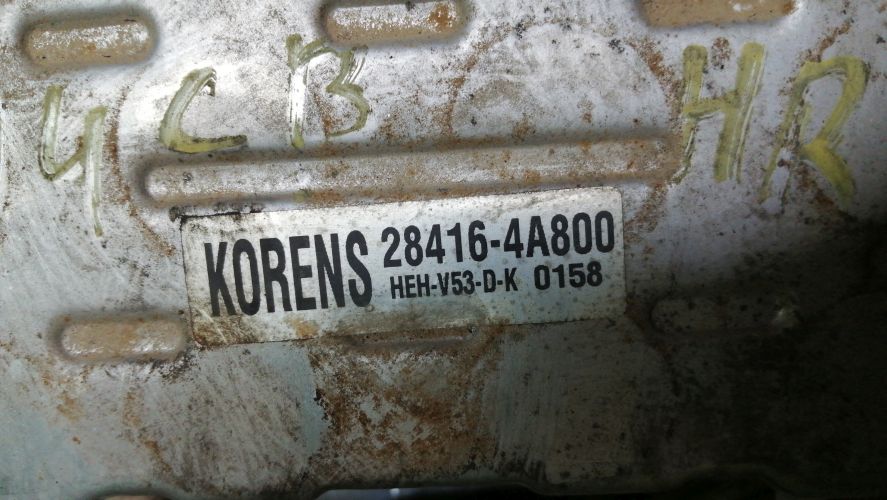 4CB HR
KORENS 28416-4A800
HEH-V53-D-K 0158